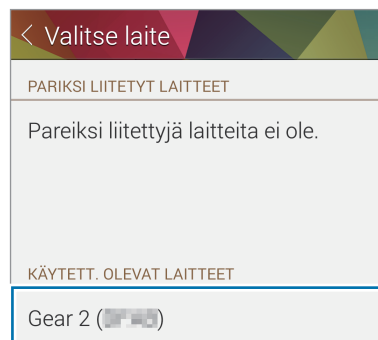 Valitse laite
PARIKSI LIITETYT LAITTEET
Pareiksi liitettyjä laitteita ei ole.
KÄYTETT. OLEVAT LAITTEET
Gear 2 ( )